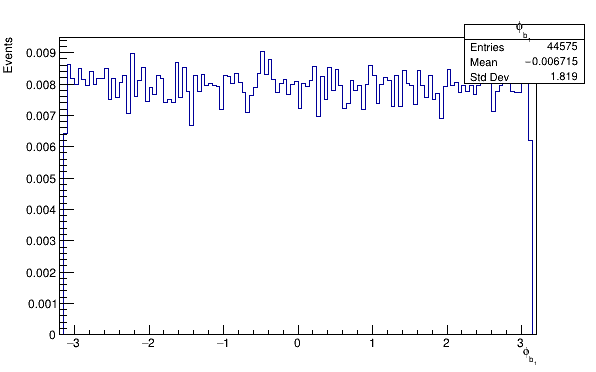 ϕ_b₁
Entries 44575
Mean −0.006715
Std Dev 1.819
Events
0.009
0.008
0.007
0.006
0.005
0.004
0.003
0.002
0.001
0
−3 −2 −1 0 1 2 3
ϕ_b₁